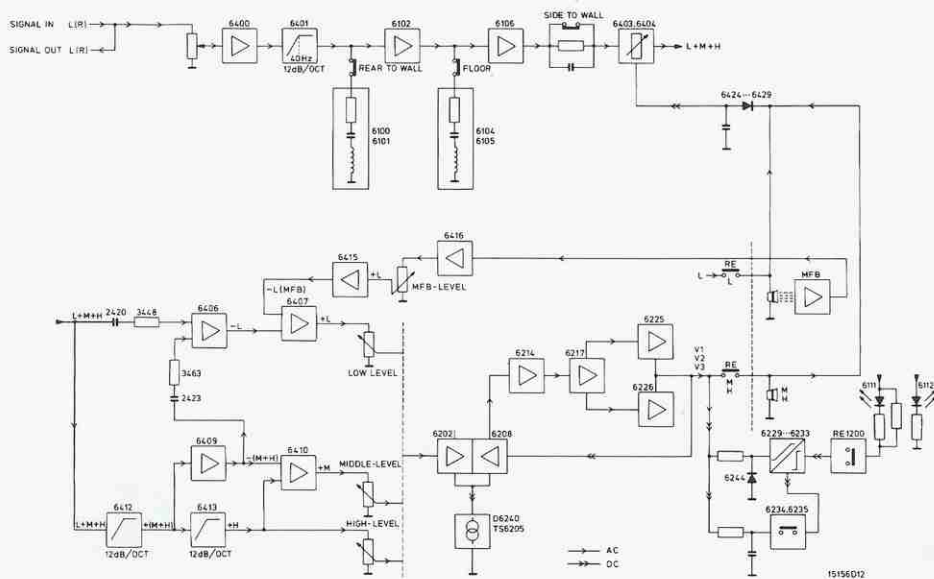 SIGNAL IN L(R)
SIGNAL OUT L(R)
6400
6401
40Hz
12dB/OCT
6102
6106
SIDE TO WALL
6403,6404
L+M+H
REAR TO WALL
FLOOR
6100
6101
6104
6105
6424···6429
6416
6415
+L
MFB-LEVEL
-L(MFB)
RE
L
L
MFB
L+M+H
2420
3448
6406
-L
6407
+L
LOW LEVEL
3463
2423
6409
-(M+H)
6410
+M
MIDDLE-LEVEL
L+M+H
6412
+(M+H)
6413
+H
HIGH-LEVEL
12dB/OCT
12dB/OCT
6202
6208
6214
6217
6225
6226
V1
V2
V3
RE
M
H
M
H
6111
6112
6229···6233
RE1200
6244
6234,6235
D6240
TS6205
AC
DC
15156D12